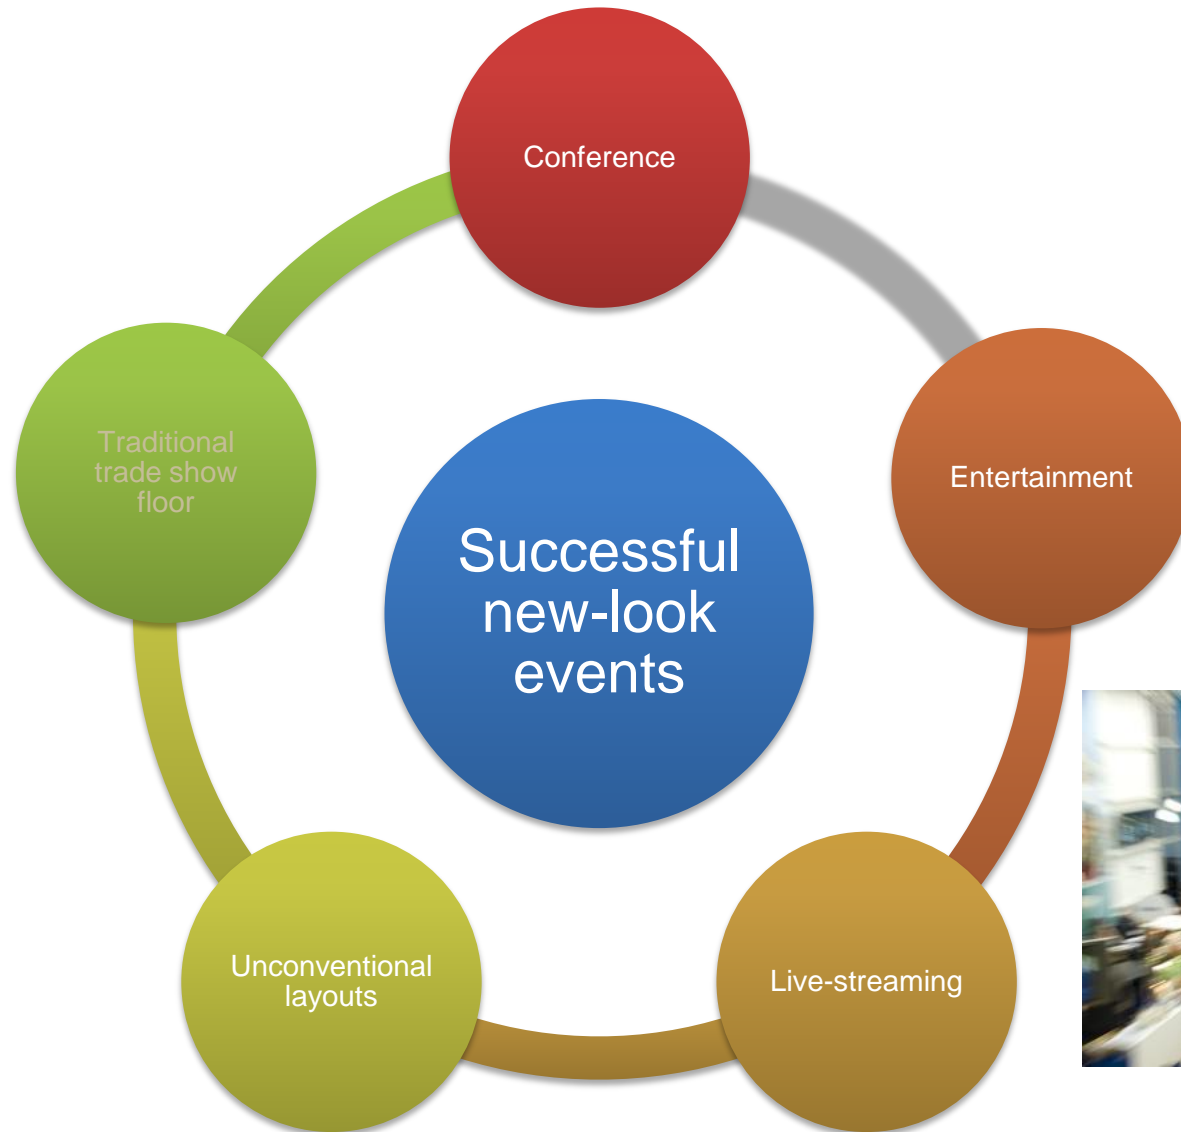 Conference
Entertainment
Live-streaming
Unconventional
layouts
Traditional
trade show
floor
Successful
new-look
events